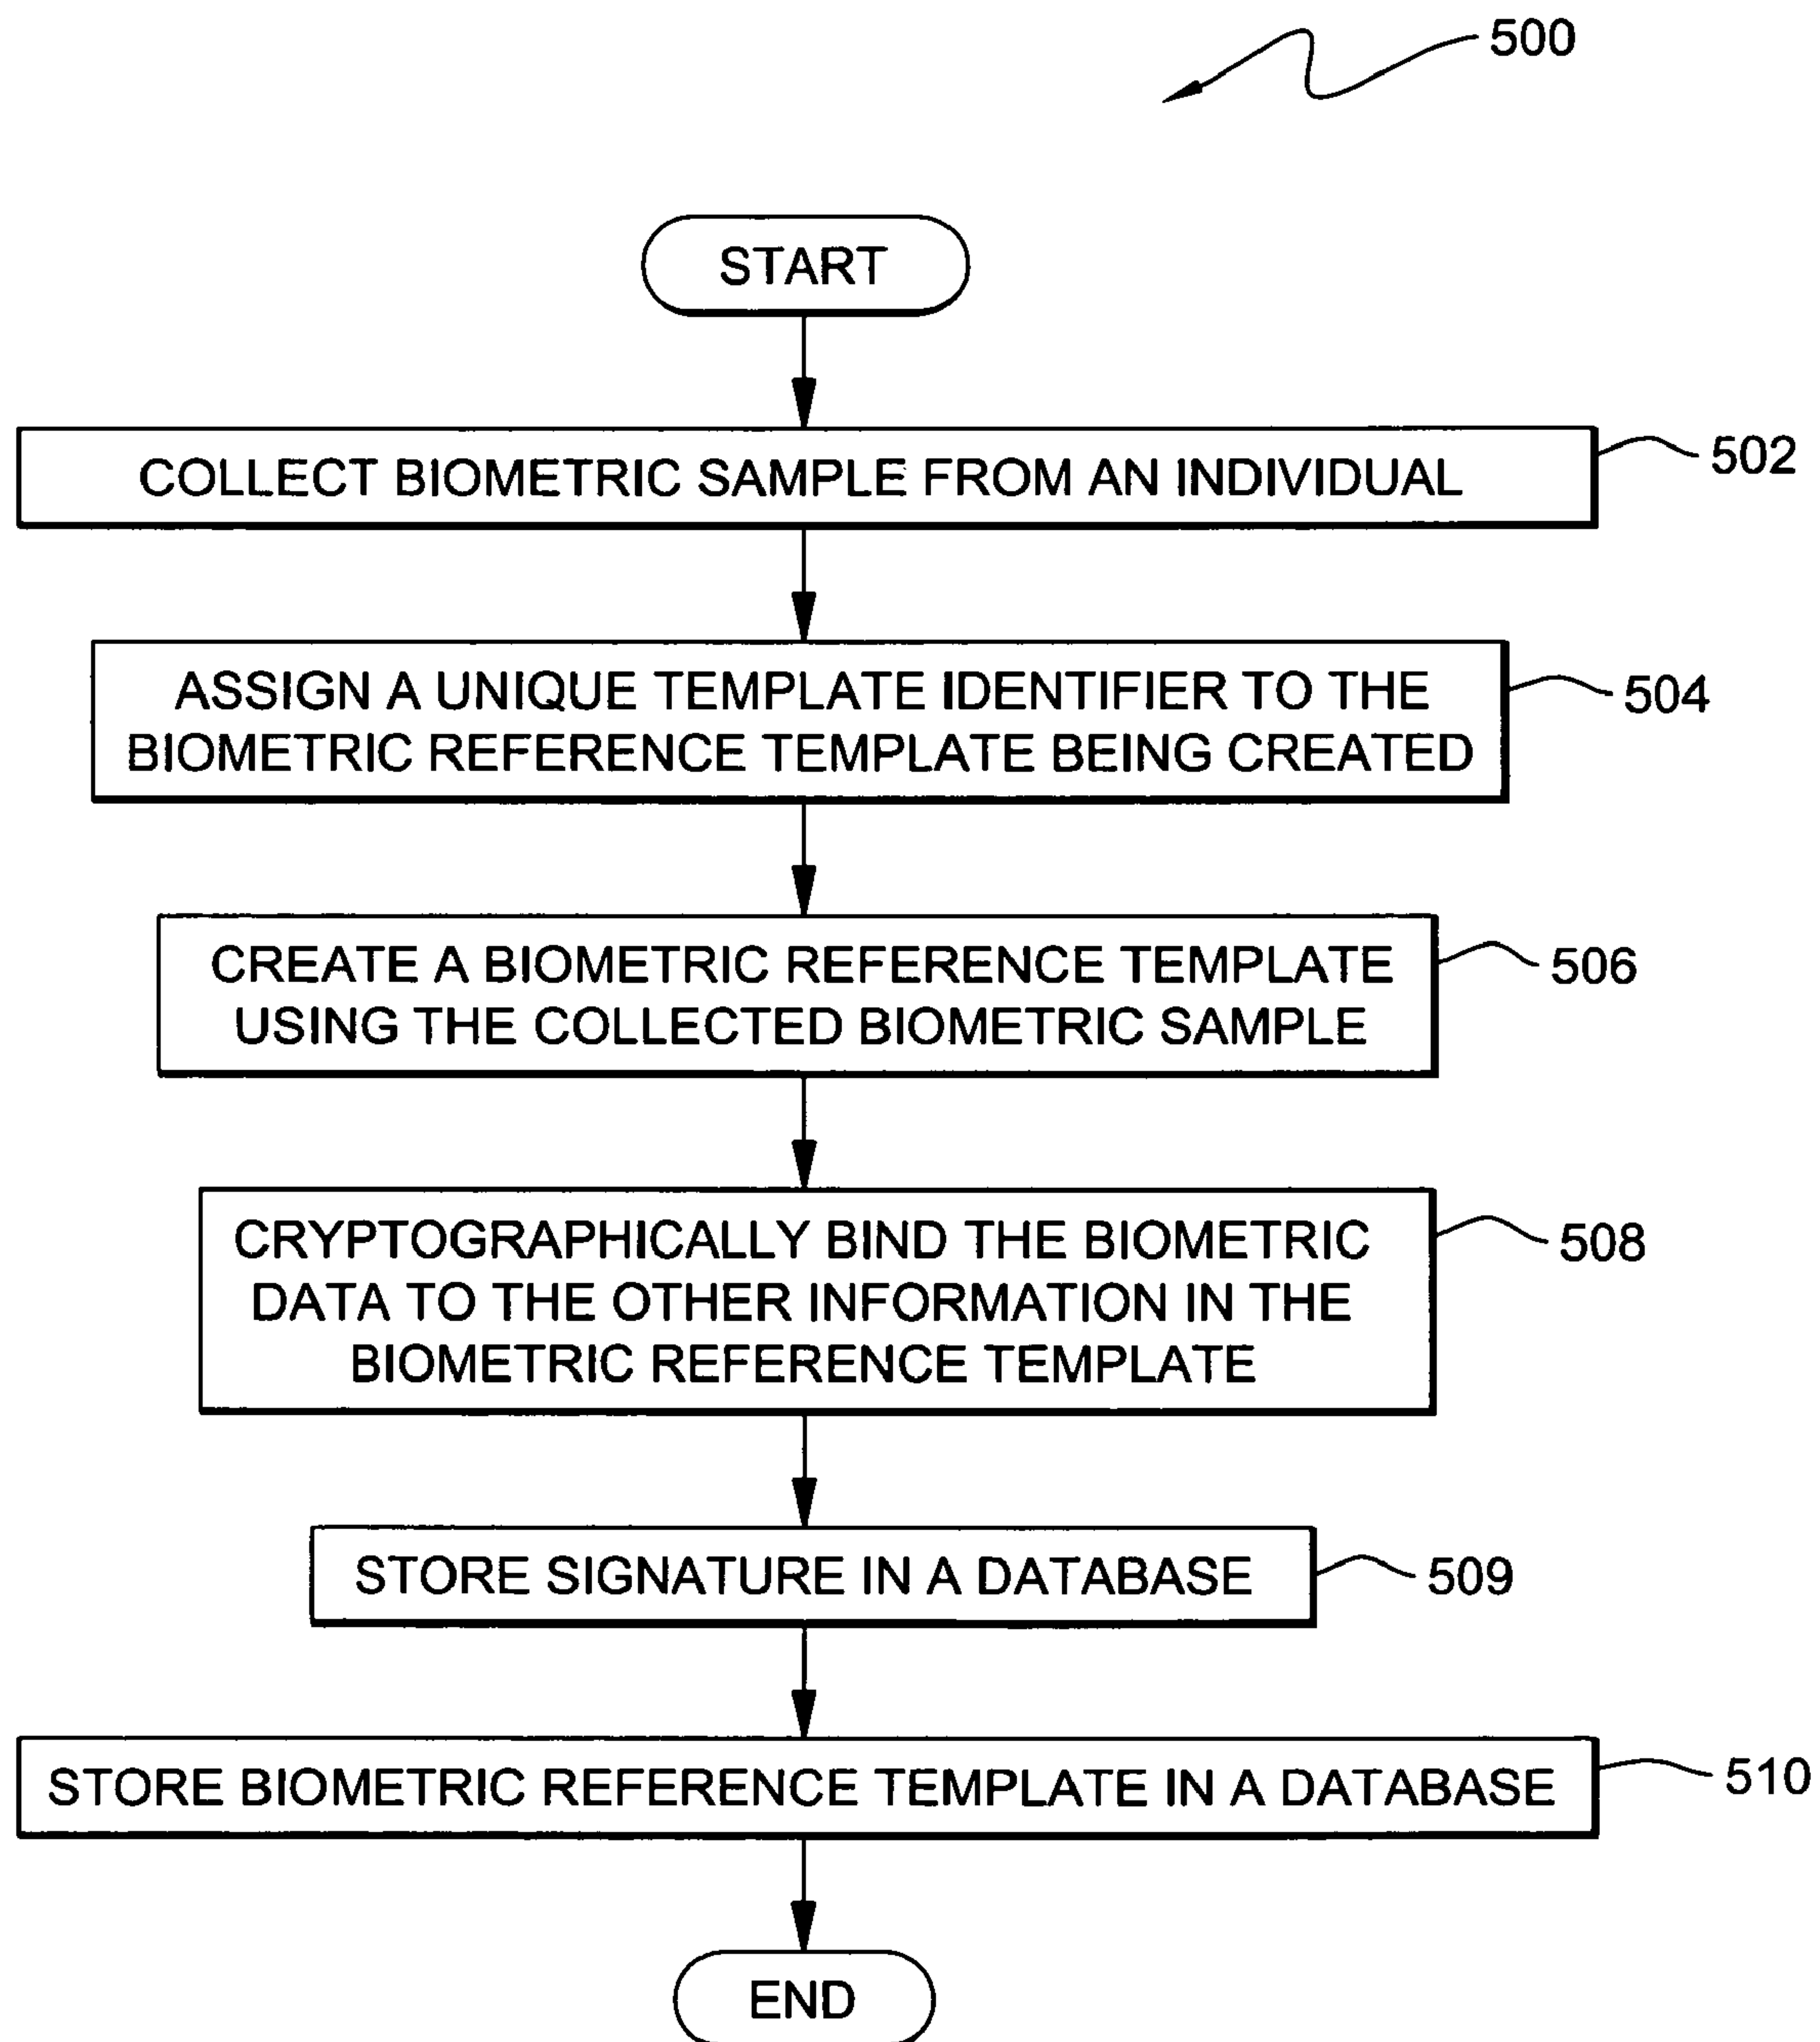 500
START
COLLECT BIOMETRIC SAMPLE FROM AN INDIVIDUAL
502
ASSIGN A UNIQUE TEMPLATE IDENTIFIER TO THE
BIOMETRIC REFERENCE TEMPLATE BEING CREATED
504
CREATE A BIOMETRIC REFERENCE TEMPLATE
USING THE COLLECTED BIOMETRIC SAMPLE
506
CRYPTOGRAPHICALLY BIND THE BIOMETRIC
DATA TO THE OTHER INFORMATION IN THE
BIOMETRIC REFERENCE TEMPLATE
508
STORE SIGNATURE IN A DATABASE
509
STORE BIOMETRIC REFERENCE TEMPLATE IN A DATABASE
510
END